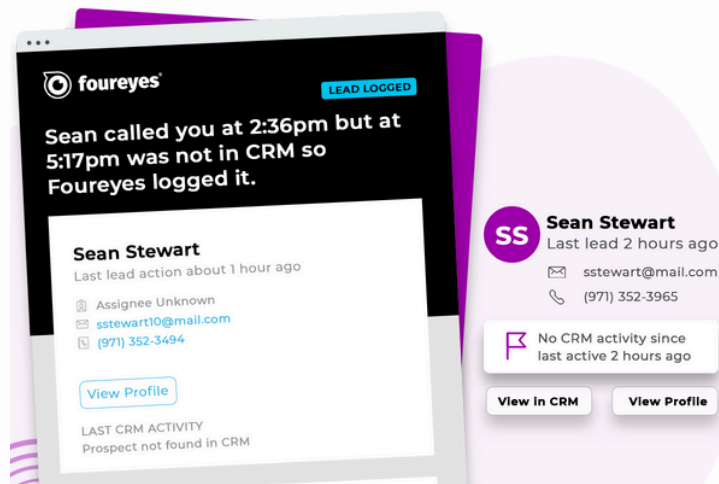 foureyes®
LEAD LOGGED
Sean called you at 2:36pm but at
5:17pm was not in CRM so
Foureyes logged it.
Sean Stewart
Last lead action about 1 hour ago
Assignee Unknown
sstewart10@mail.com
(971) 352-3494
View Profile
LAST CRM ACTIVITY
Prospect not found in CRM
SS
Sean Stewart
Last lead 2 hours ago
sstewart@mail.com
(971) 352-3965
No CRM activity since
last active 2 hours ago
View in CRM
View Profile